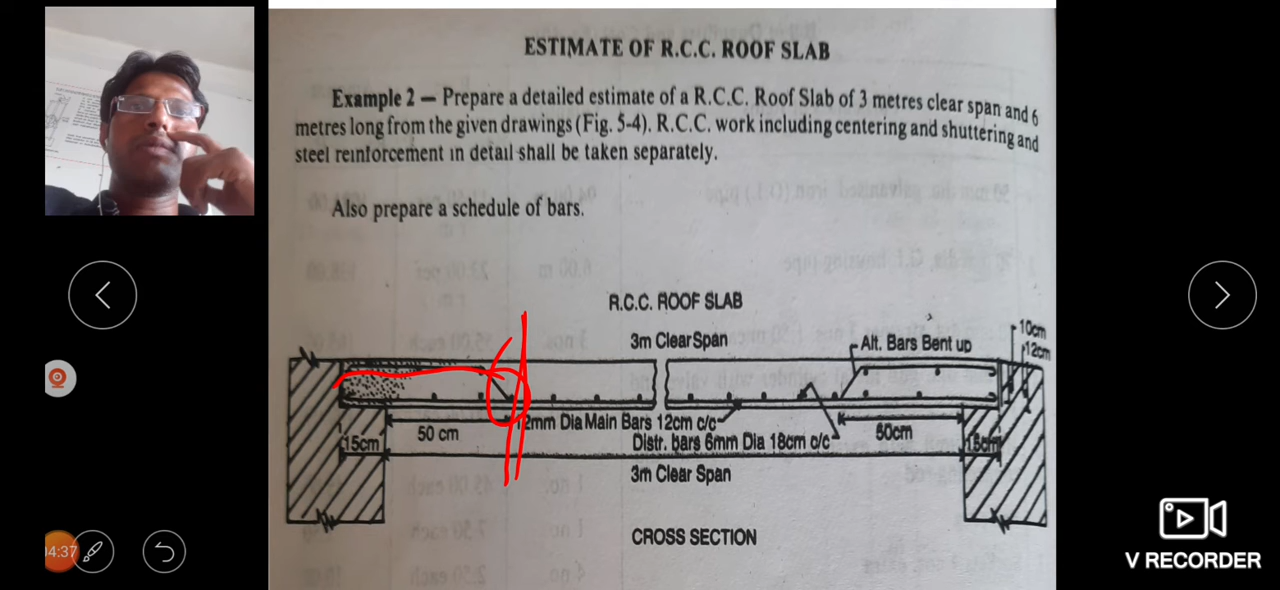 ESTIMATE OF R.C.C. ROOF SLAB
Example 2 — Prepare a detailed estimate of a R.C.C. Roof Slab of 3 metres clear span and 6
metres long from the given drawings (Fig. 5-4). R.C.C. work including centering and shuttering and
steel reinforcement in detail shall be taken separately.
Also prepare a schedule of bars.
R.C.C. ROOF SLAB
3m Clear Span
Alt. Bars Bent up
10cm
12cm
12mm Dia Main Bars 12cm c/c
50 cm
15cm
Distr. bars 6mm Dia 18cm c/c
60cm
15cm
3m Clear Span
CROSS SECTION
04:37
V RECORDER